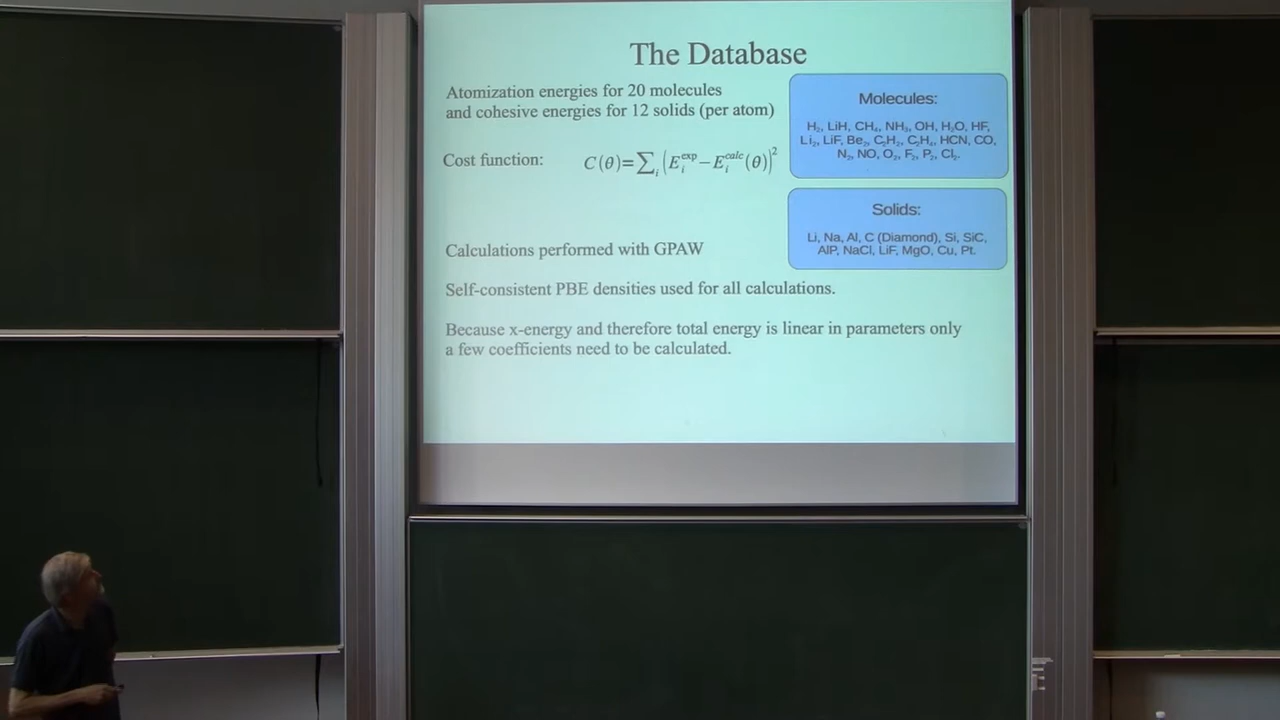 The Database
Atomization energies for 20 molecules
and cohesive energies for 12 solids (per atom)
Cost function: C(θ)=∑ᵢ(Eᵢᵉˣᵖ−Eᵢᶜᵃˡᶜ(θ))²
Molecules:
H₂, LiH, CH₄, NH₃, OH, H₂O, HF,
Li₂, LiF, Be₂, C₂H₂, C₂H₄, HCN, CO,
N₂, NO, O₂, F₂, P₂, Cl₂.
Solids:
Li, Na, Al, C (Diamond), Si, SiC,
AlP, NaCl, LiF, MgO, Cu, Pt.
Calculations performed with GPAW
Self-consistent PBE densities used for all calculations.
Because x-energy and therefore total energy is linear in parameters only
a few coefficients need to be calculated.